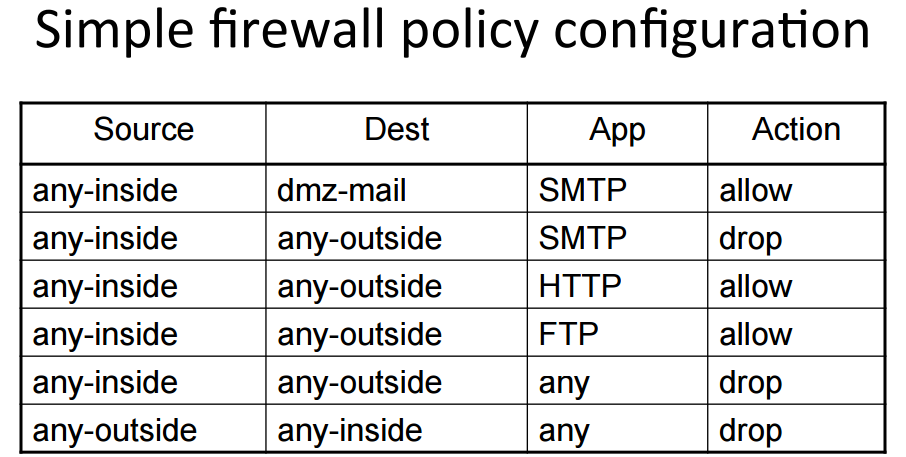 Simple firewall policy configuration
Source Dest App Action
any-inside dmz-mail SMTP allow
any-inside any-outside SMTP drop
any-inside any-outside HTTP allow
any-inside any-outside FTP allow
any-inside any-outside any drop
any-outside any-inside any drop